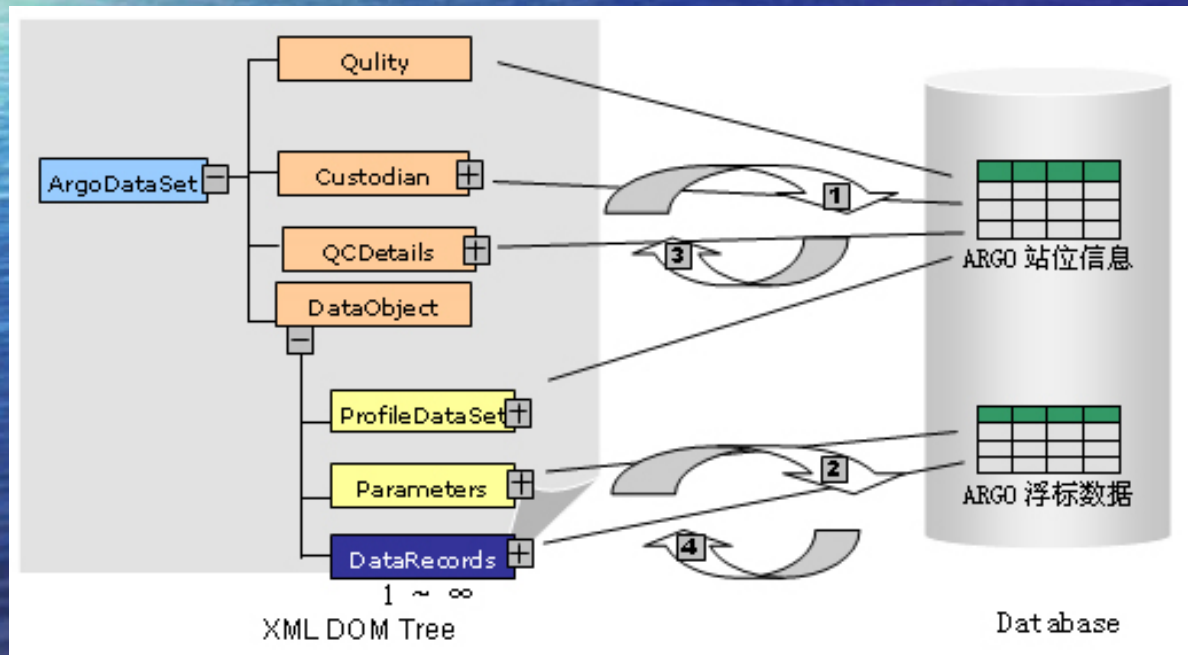 Qulity
ArgoDataSet
Custodian
QCDetails
DataObject
ProfileDataSet
Parameters
DataRecords
1 ~ ∞
XML DOM Tree
1
3
2
4
ARGO 站位信息
ARGO 浮标数据
Database